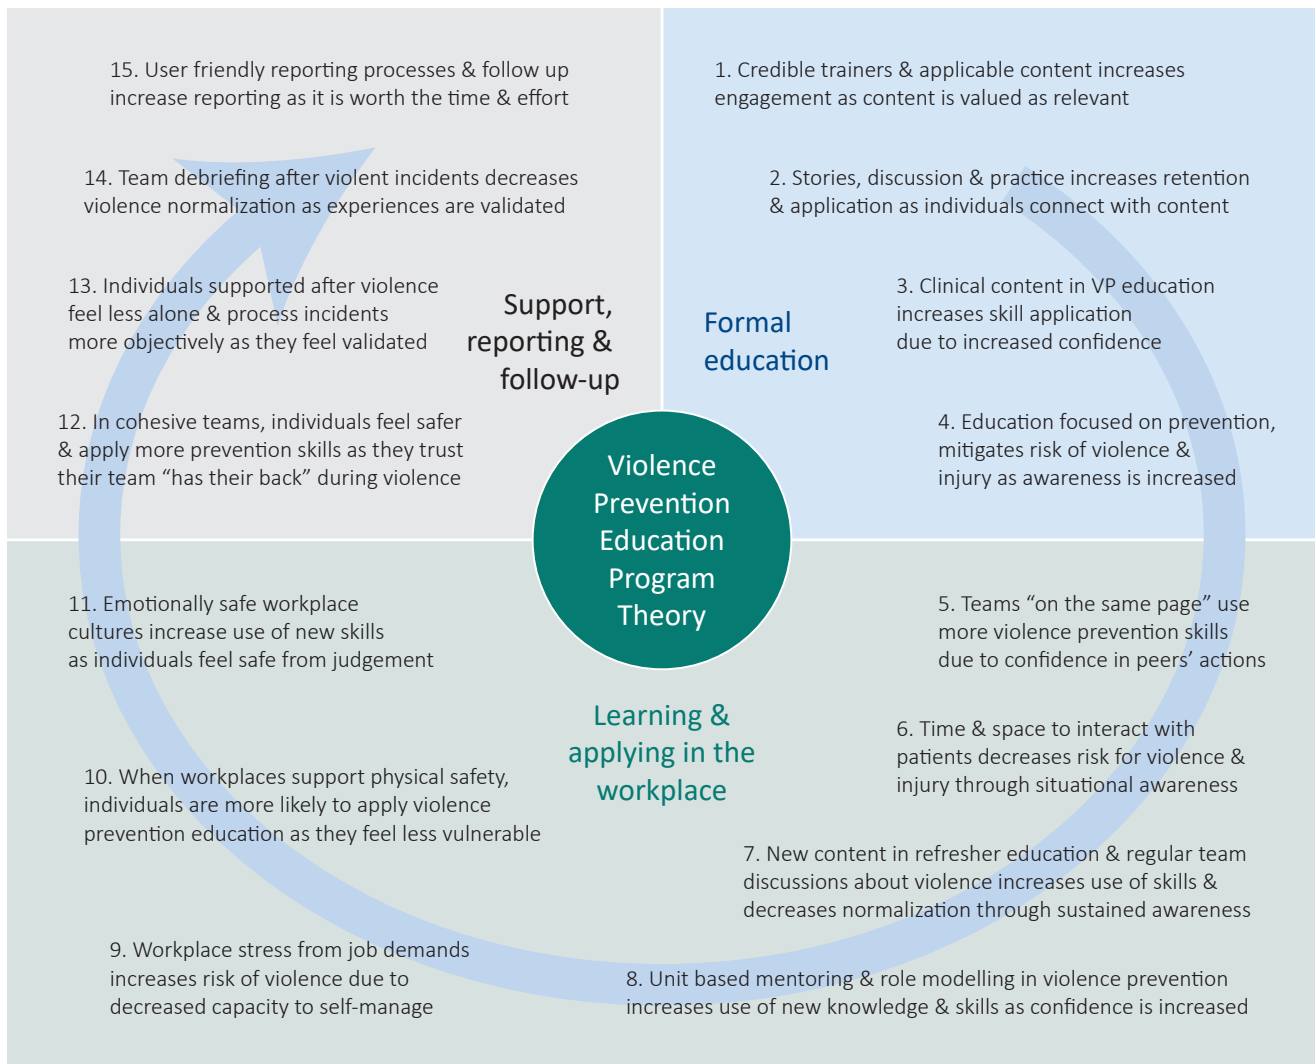 15. User friendly reporting processes & follow up
increase reporting as it is worth the time & effort
14. Team debriefing after violent incidents decreases
violence normalization as experiences are validated
13. Individuals supported after violence
feel less alone & process incidents
more objectively as they feel validated
12. In cohesive teams, individuals feel safer
& apply more prevention skills as they trust
their team “has their back” during violence
Support,
reporting &
follow-up
1. Credible trainers & applicable content increases
engagement as content is valued as relevant
2. Stories, discussion & practice increases retention
& application as individuals connect with content
3. Clinical content in VP education
increases skill application
due to increased confidence
4. Education focused on prevention,
mitigates risk of violence &
injury as awareness is increased
Formal
education
Violence
Prevention
Education
Program
Theory
11. Emotionally safe workplace
cultures increase use of new skills
as individuals feel safe from judgement
10. When workplaces support physical safety,
individuals are more likely to apply violence
prevention education as they feel less vulnerable
9. Workplace stress from job demands
increases risk of violence due to
decreased capacity to self-manage
Learning &
applying in the
workplace
5. Teams “on the same page” use
more violence prevention skills
due to confidence in peers’ actions
6. Time & space to interact with
patients decreases risk for violence &
injury through situational awareness
7. New content in refresher education & regular team
discussions about violence increases use of skills &
decreases normalization through sustained awareness
8. Unit based mentoring & role modelling in violence prevention
increases use of new knowledge & skills as confidence is increased